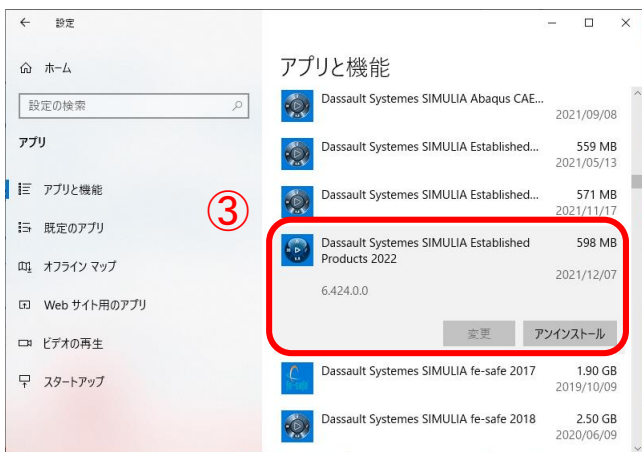 設定
ホーム
設定の検索
アプリ
アプリと機能
既定のアプリ
オフライン マップ
Web サイト用のアプリ
ビデオの再生
スタートアップ
③
アプリと機能
Dassault Systemes SIMULIA Abaqus CAE...
2021/09/08
Dassault Systemes SIMULIA Established... 559 MB
2021/05/13
Dassault Systemes SIMULIA Established... 571 MB
2021/11/17
Dassault Systemes SIMULIA Established 598 MB
Products 2022
2021/12/07
6.424.0.0
変更 アンインストール
Dassault Systemes SIMULIA fe-safe 2017 1.90 GB
2019/10/09
Dassault Systemes SIMULIA fe-safe 2018 2.50 GB
2020/06/09